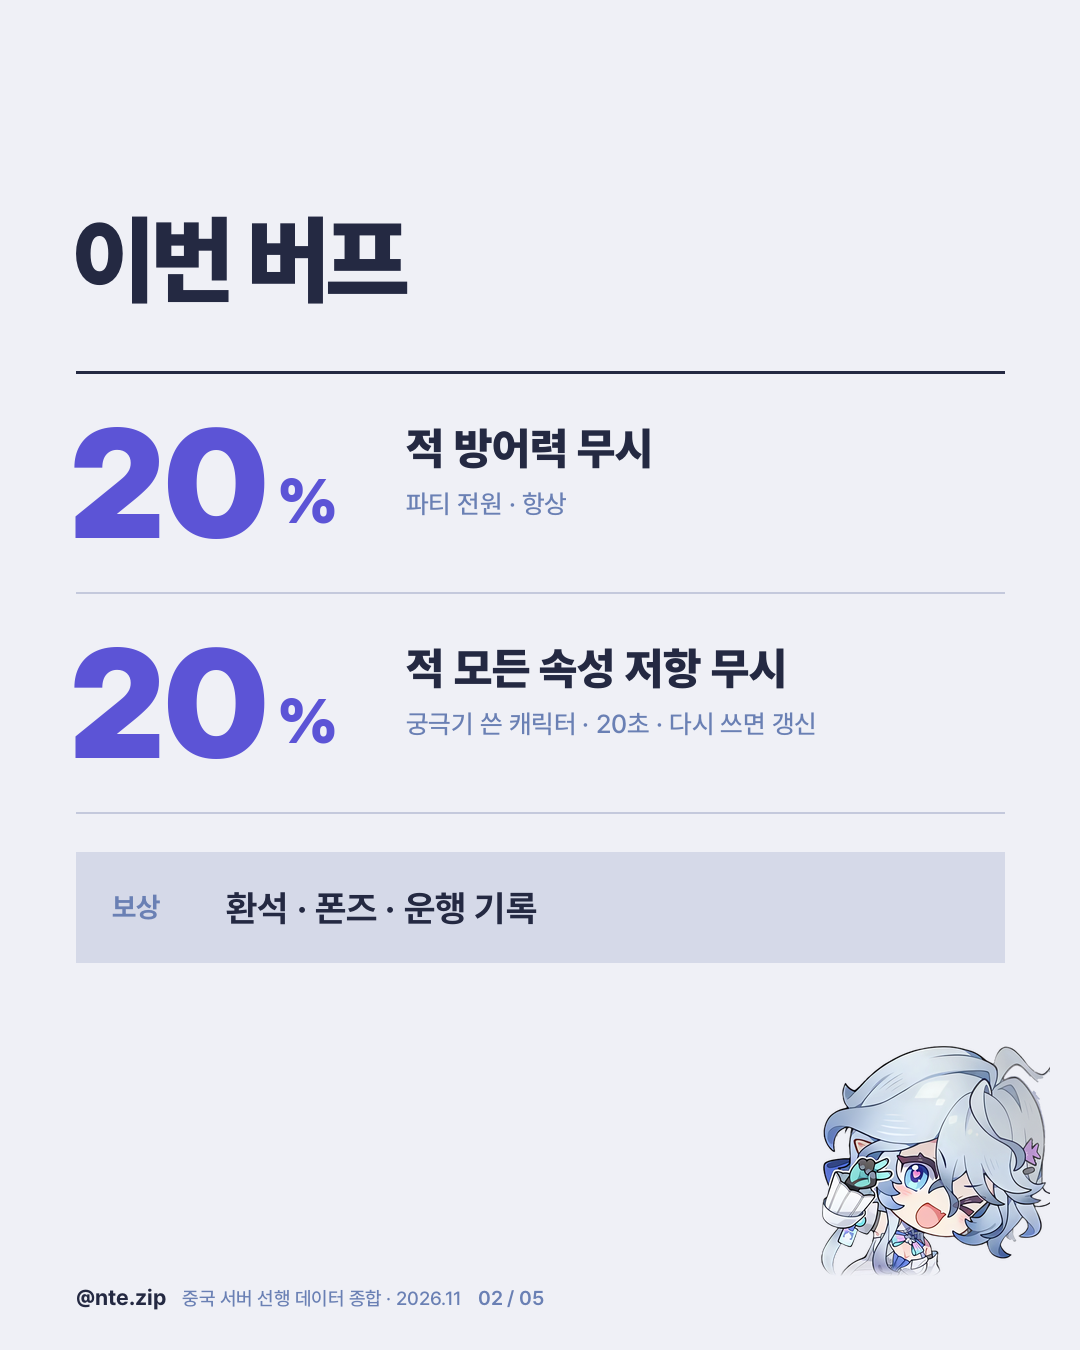 이번 버프
20 %
적 방어력 무시
파티 전원 · 항상
20 %
적 모든 속성 저항 무시
궁극기 쓴 캐릭터 · 20초 · 다시 쓰면 갱신
보상 환석 · 폰즈 · 운행 기록
@nte.zip 중국 서버 선행 데이터 종합 · 2026.11 02 / 05